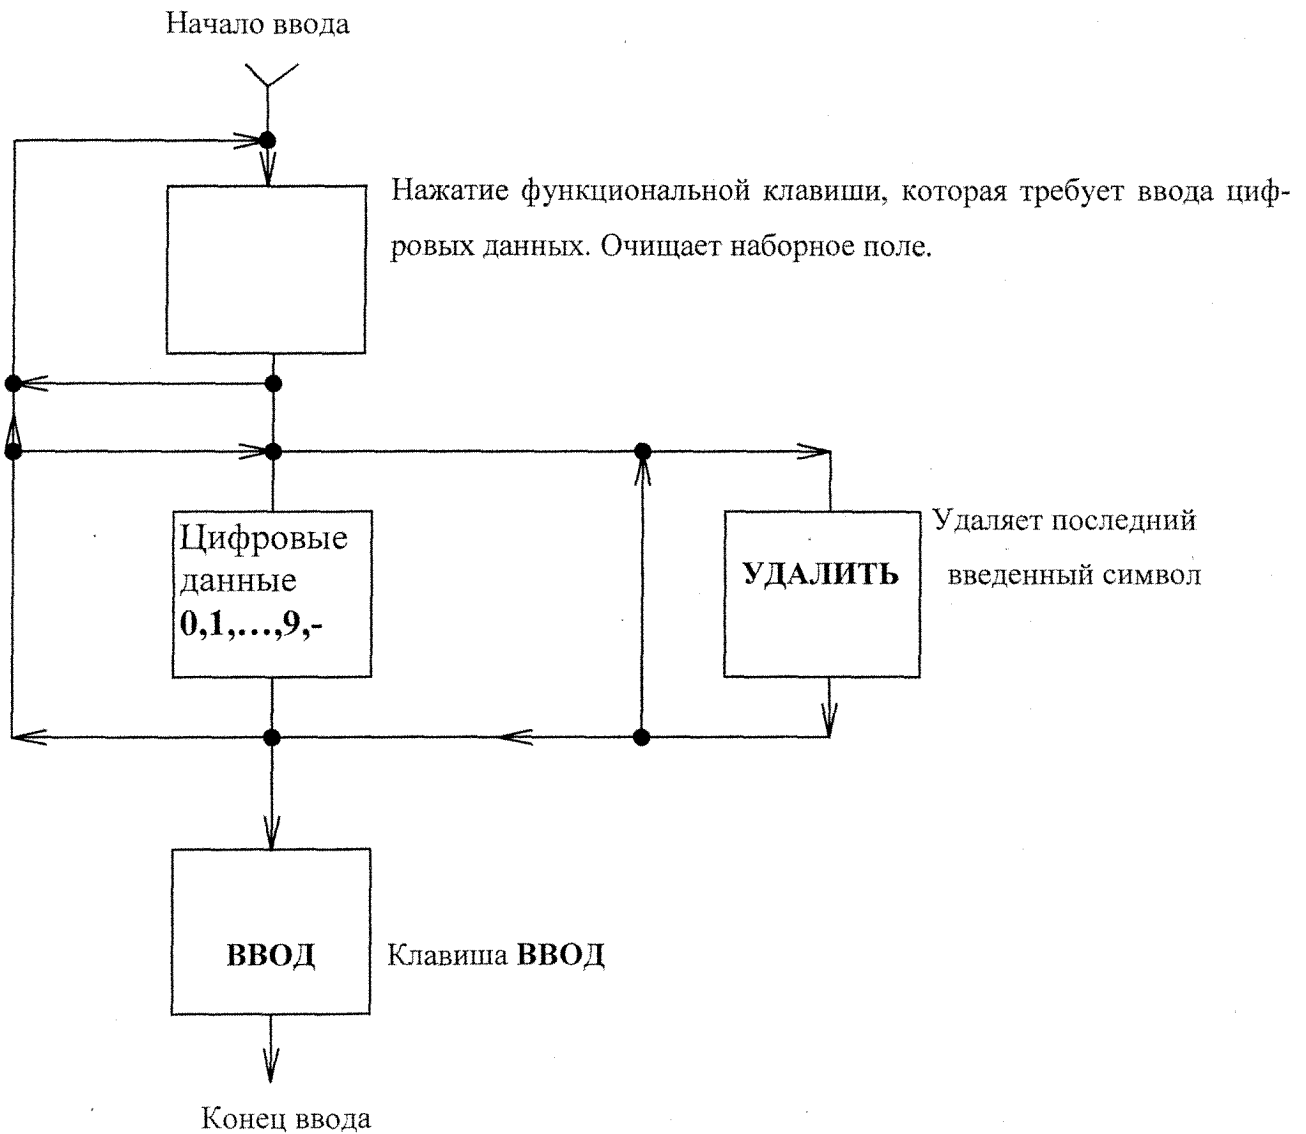 Начало ввода
Нажатие функциональной клавиши, которая требует ввода циф-
ровых данных. Очищает наборное поле.
Цифровые
данные
0,1,...,9,-
УДАЛИТЬ
Удаляет последний
введенный символ
ВВОД
Клавиша ВВОД
Конец ввода